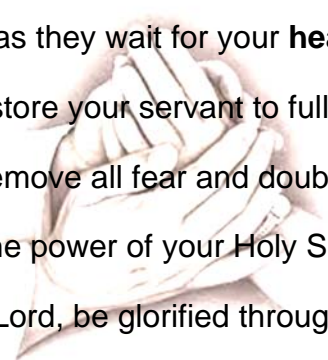 as they wait for your
store your servant to full
emove all fear and doub
e power of your Holy S
Lord, be glorified throug